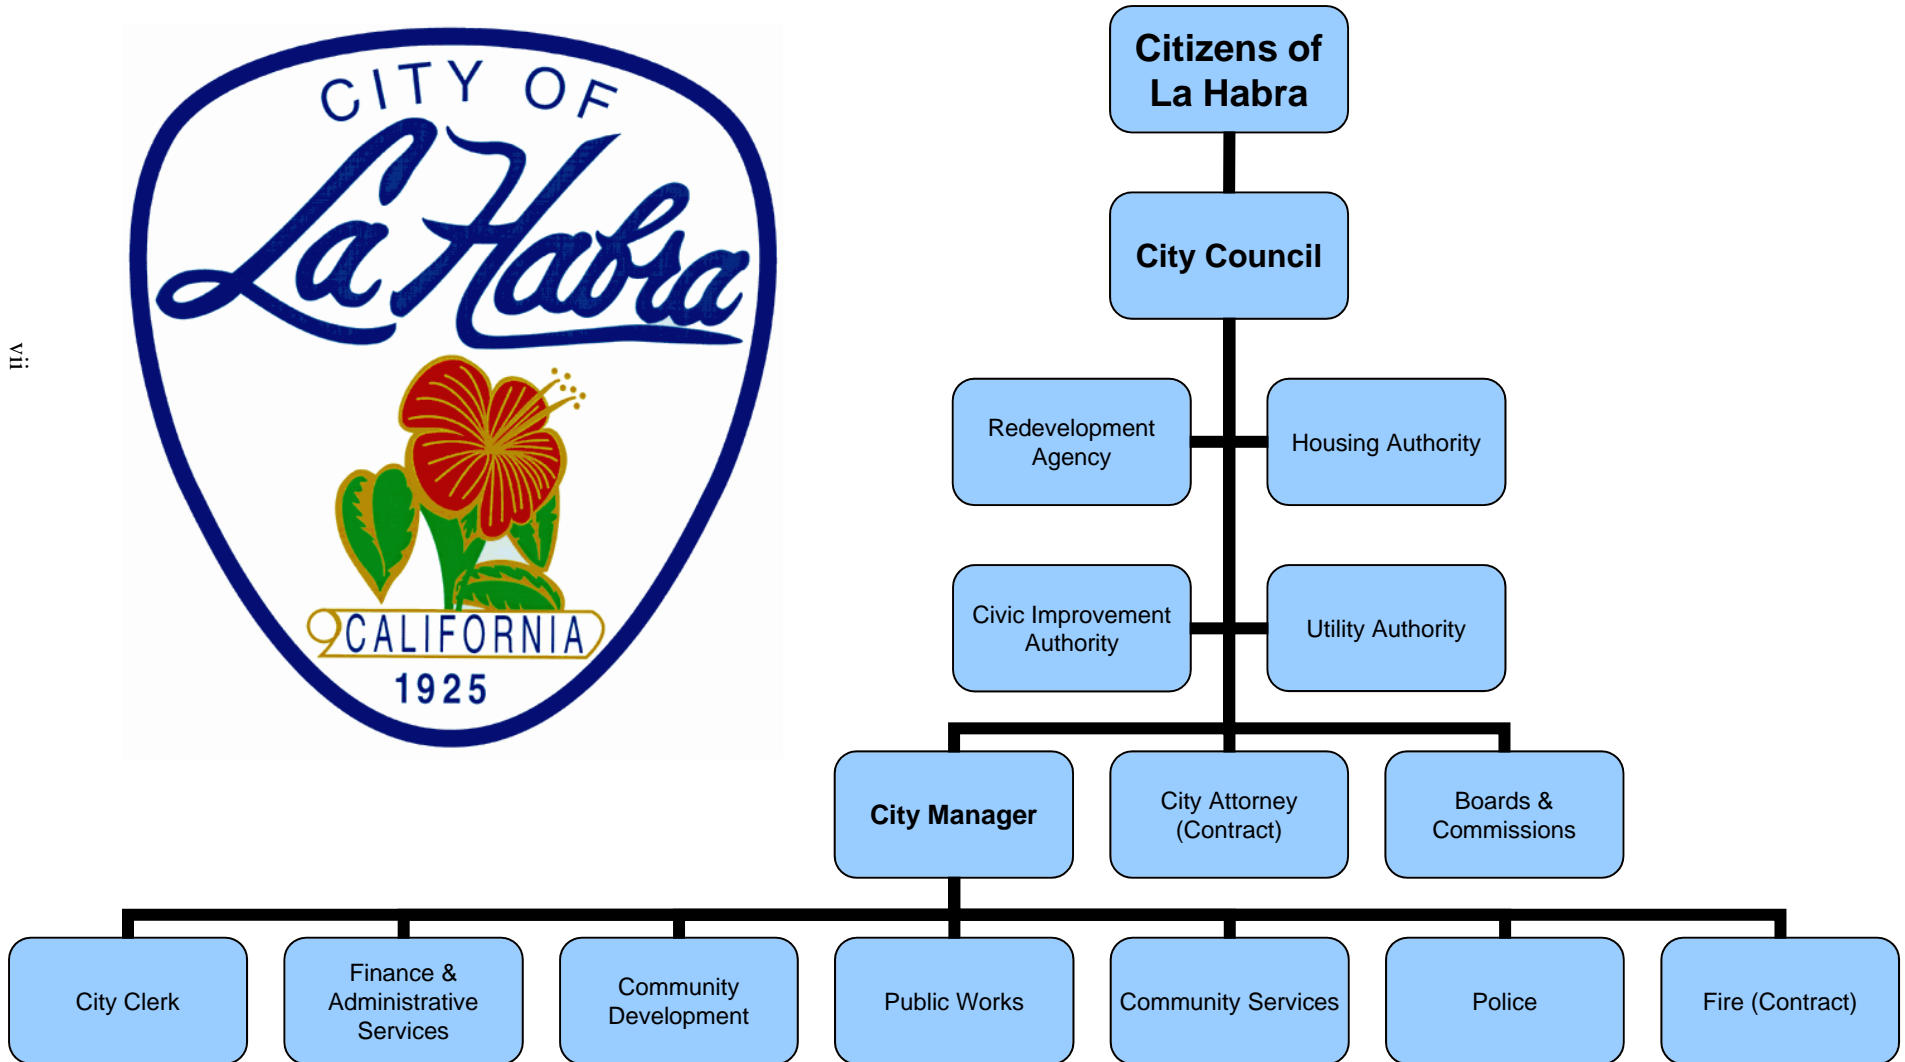 CITY OF
La Habra
CALIFORNIA
1925
vii
Citizens of
La Habra
City Council
Redevelopment
Agency
Housing Authority
Civic Improvement
Authority
Utility Authority
City Manager
City Attorney
(Contract)
Boards &
Commissions
City Clerk
Finance &
Administrative
Services
Community
Development
Public Works
Community Services
Police
Fire (Contract)